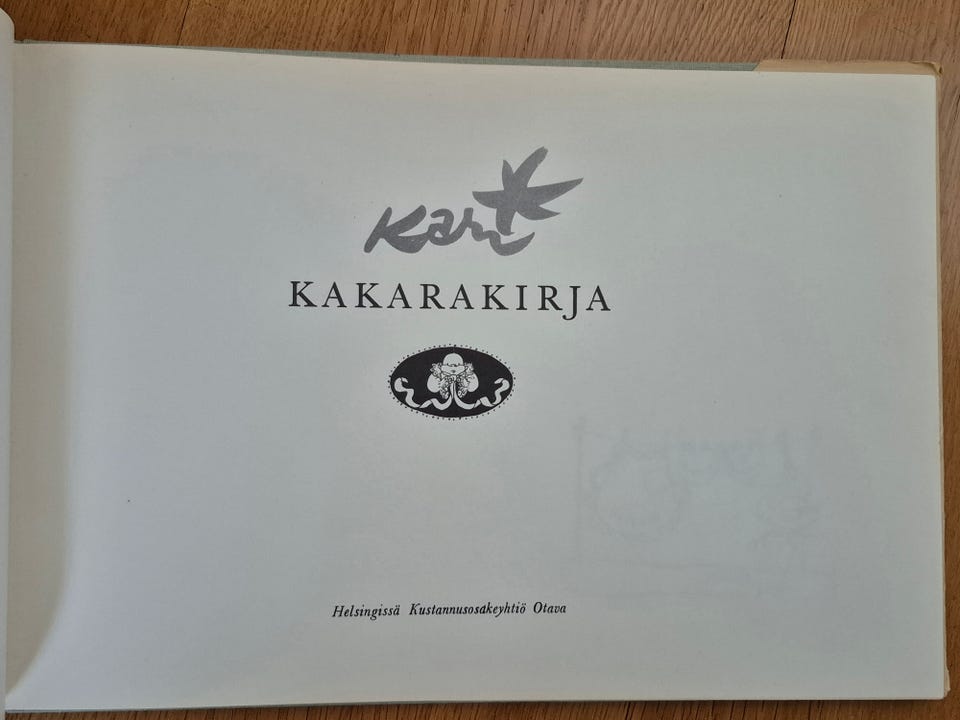 Kari
KAKARAKIRJA
Helsingissä Kustannusosakeyhtiö Otava